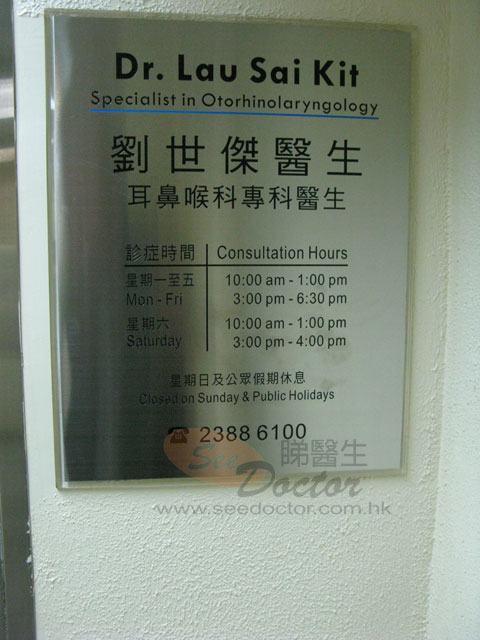 Dr. Lau Sai Kit
Specialist in Otorhinolaryngology
劉世傑醫生
耳鼻喉科專科醫生
診症時間 Consultation Hours
星期一至五 10:00 am - 1:00 pm
Mon - Fri 3:00 pm - 6:30 pm
星期六 10:00 am - 1:00 pm
Saturday 3:00 pm - 4:00 pm
星期日及公眾假期休息
Closed on Sunday & Public Holidays
☎ 2388 6100
See Doctor 睇醫生
www.seedoctor.com.hk